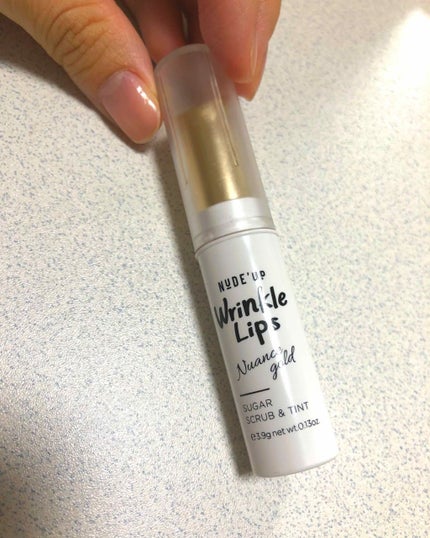 NUDE'UP
Wrinkle
Lips
Nuance
gold
SUGAR
SCRUB & TINT
℮3.9g net wt.0.13oz